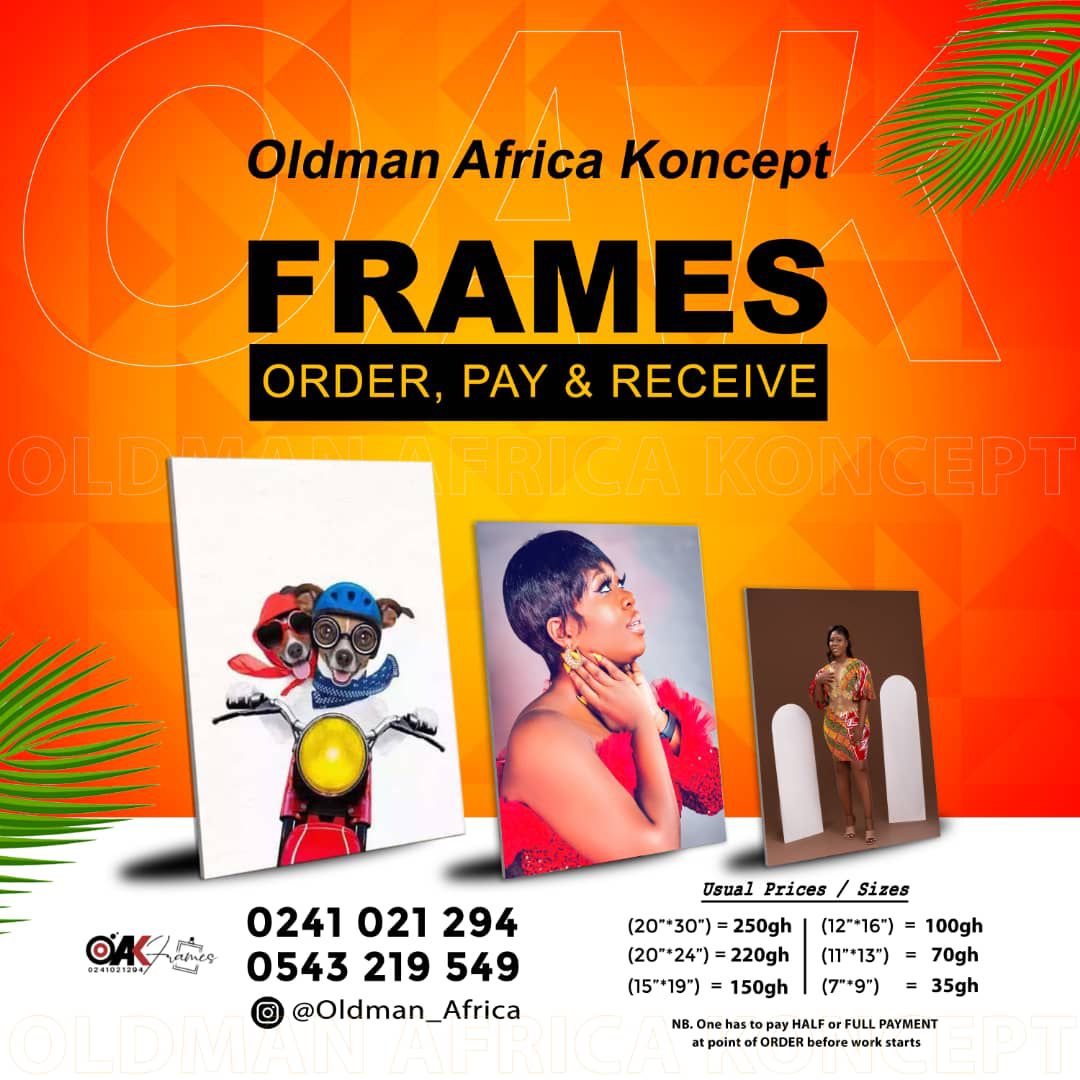 OAK
Oldman Africa Koncept
FRAMES
ORDER, PAY & RECEIVE
OLDMAN AFRICA KONCEPT
Usual Prices / Sizes
0241 021 294
0543 219 549
@Oldman_Africa
OAK Frames
0241021294
(20"*30") = 250gh
(20"*24") = 220gh
(15"*19") = 150gh
(12"*16") = 100gh
(11"*13") = 70gh
(7"*9") = 35gh
NB. One has to pay HALF or FULL PAYMENT
at point of ORDER before work starts
OLDMAN AFRICA KONCEPT